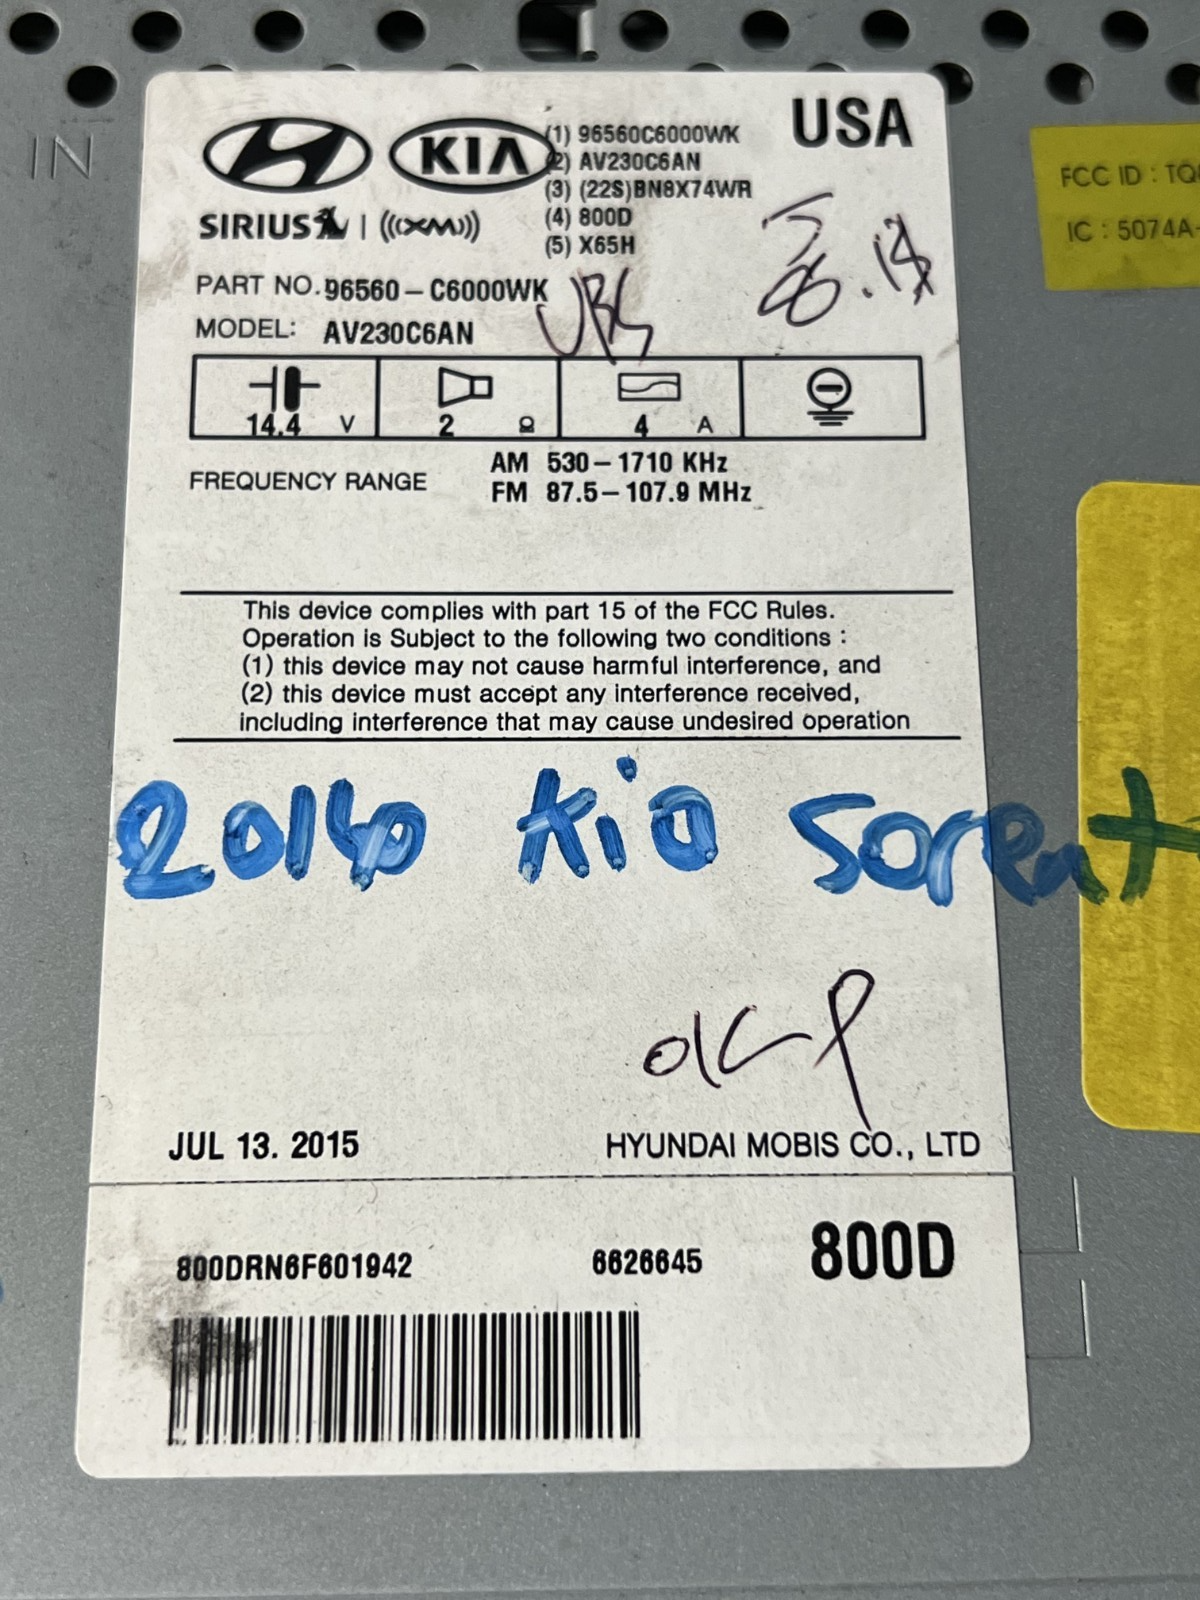 IN
USA
KIA
(1) 96560C6000WK
(2) AV230C6AN
(3) (22S)BN8X74WR
(4) 800D
(5) X65H
SIRIUS | ((XM))
PART NO. 96560-C6000WK
MODEL: AV230C6AN
14.4 V
2 Ω
4 A
FREQUENCY RANGE
AM 530-1710 KHz
FM 87.5-107.9 MHz
This device complies with part 15 of the FCC Rules.
Operation is Subject to the following two conditions :
(1) this device may not cause harmful interference, and
(2) this device must accept any interference received,
including interference that may cause undesired operation
2016 Kia Sorent
JUL 13. 2015
HYUNDAI MOBIS CO., LTD
800DRN6F601942
6626645
800D
FCC ID : TQ
IC : 5074A-